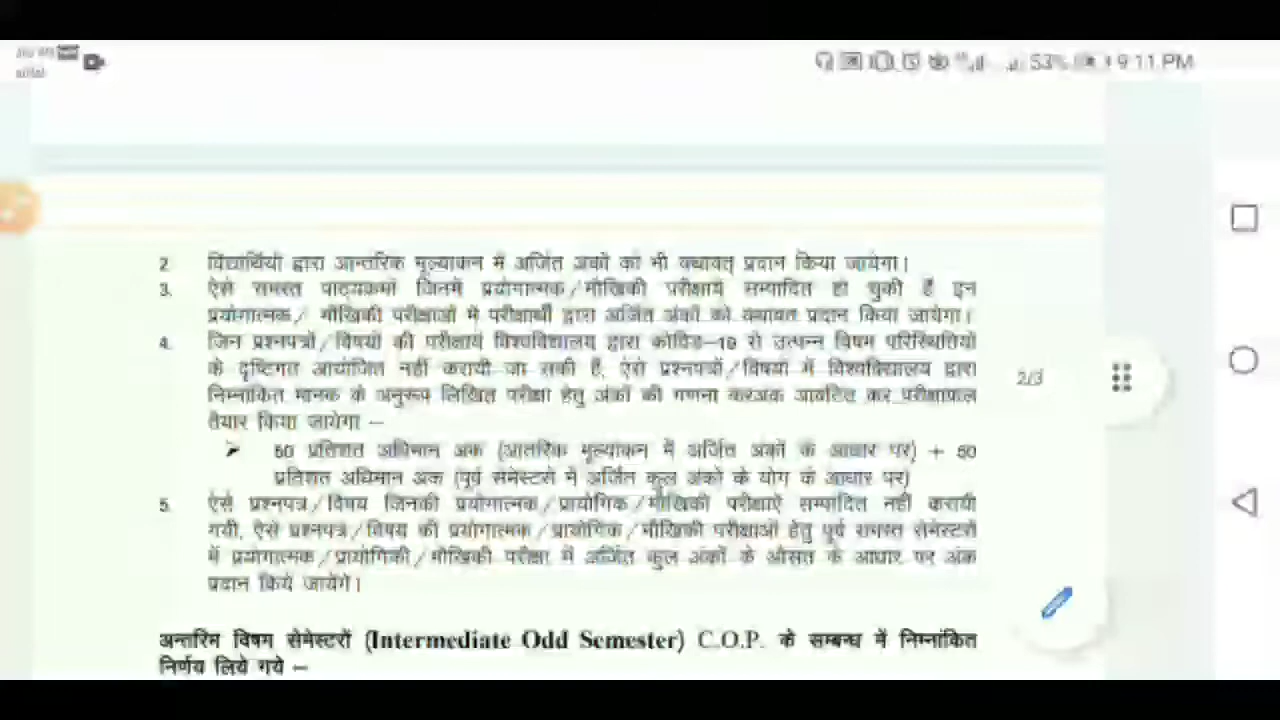 53% 9:11 PM
2 विद्यार्थियों द्वारा आन्तरिक मूल्यांकन में अर्जित अंकों को भी यथावत् प्रदान किया जायेगा।
3. ऐसे समस्त पाठ्यक्रमों जिनमें प्रयोगात्मक/मौखिकी परीक्षायें सम्पादित हो चुकी हैं इन
प्रयोगात्मक/ मौखिकी परीक्षाओं में परीक्षार्थी द्वारा अर्जित अंकों को यथावत प्रदान किया जायेगा।
4. जिन प्रश्नपत्रों/विषयों की परीक्षायें विश्वविद्यालय द्वारा कोविड-19 से उत्पन्न विषम परिस्थितियों
के दृष्टिगत आयोजित नहीं करायी जा सकी हैं, ऐसे प्रश्नपत्रों/विषयों में विश्वविद्यालय द्वारा
2/3
निम्नांकित मानक के अनुरूप लिखित परीक्षा हेतु अंकों की गणना करअंक आवंटित कर परीक्षाफल
तैयार किया जायेगा –
➢ 50 प्रतिशत अधिमान अंक (आंतरिक मूल्यांकन में अर्जित अंकों के आधार पर) + 50
प्रतिशत अधिमान अंक (पूर्व सेमेस्टरों में अर्जित कुल अंकों के योग के आधार पर)
5. ऐसे प्रश्नपत्र/विषय जिनकी प्रयोगात्मक/प्रायोगिक/मौखिकी परीक्षाऐं सम्पादित नहीं करायी
गयी, ऐसे प्रश्नपत्र/विषय की प्रयोगात्मक/प्रायोगिक/मौखिकी परीक्षाओं हेतु पूर्व समस्त सेमेस्टरों
में प्रयोगात्मक/प्रायोगिकी/मौखिकी परीक्षा में अर्जित कुल अंकों के औसत के आधार पर अंक
प्रदान किये जायेगें।
अन्तरिम विषम सेमेस्टरों (Intermediate Odd Semester) C.O.P. के सम्बन्ध में निम्नांकित
निर्णय लिये गये –